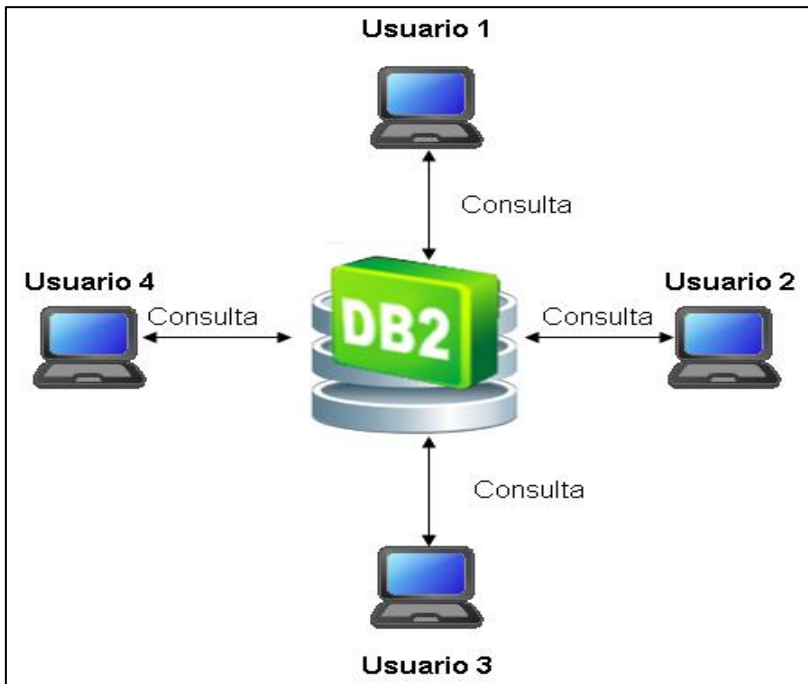 Usuario 1
Consulta
Usuario 4
Usuario 2
Consulta
Consulta
DB2
Consulta
Usuario 3